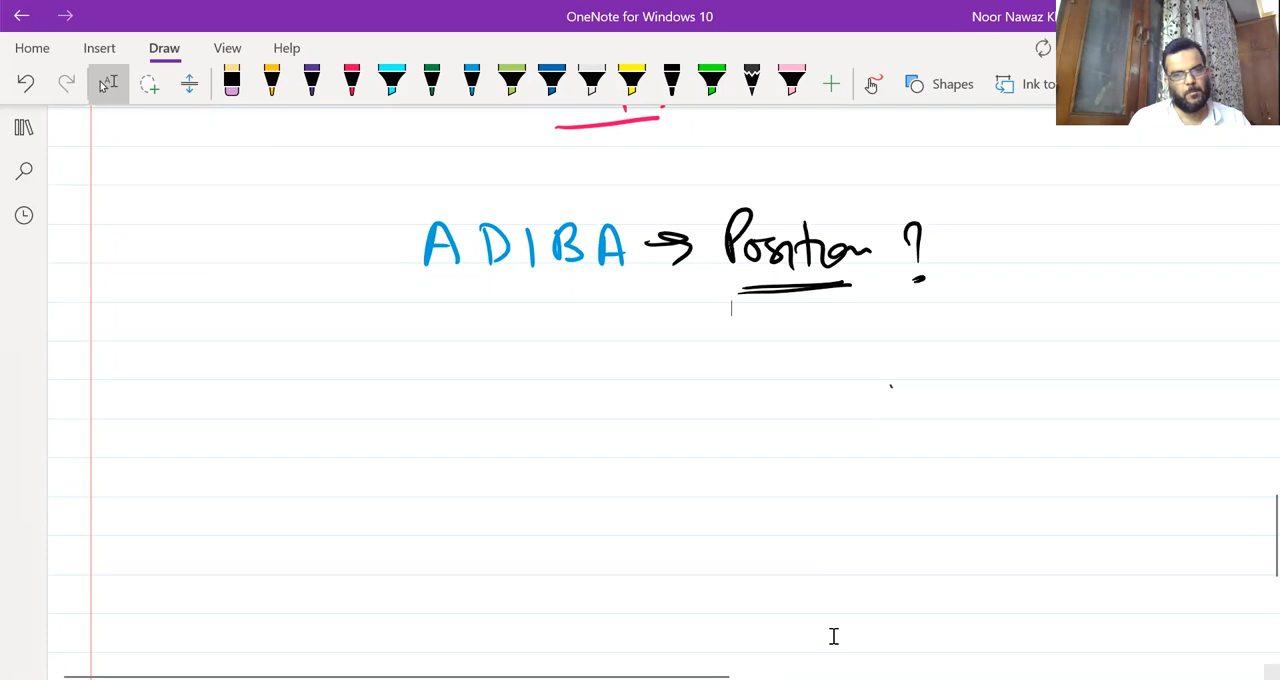 OneNote for Windows 10
Noor Nawaz K
Home Insert Draw View Help
Shapes
Ink to
ADIBA → Position ?